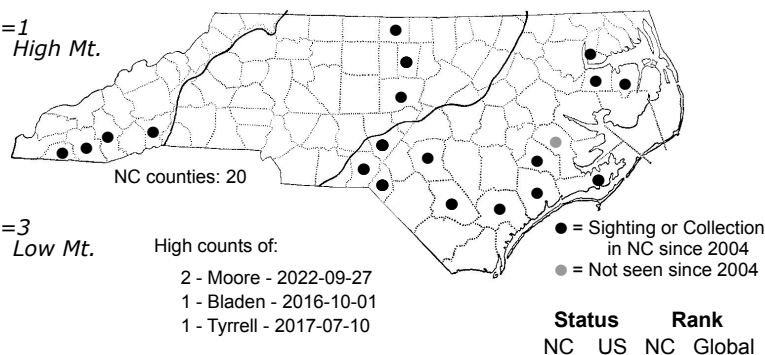 =1
High Mt.
NC counties: 20
=3
Low Mt.
High counts of:
2 - Moore - 2022-09-27
1 - Bladen - 2016-10-01
1 - Tyrrell - 2017-07-10
= Sighting or Collection
in NC since 2004
= Not seen since 2004
Status Rank
NC US NC Global